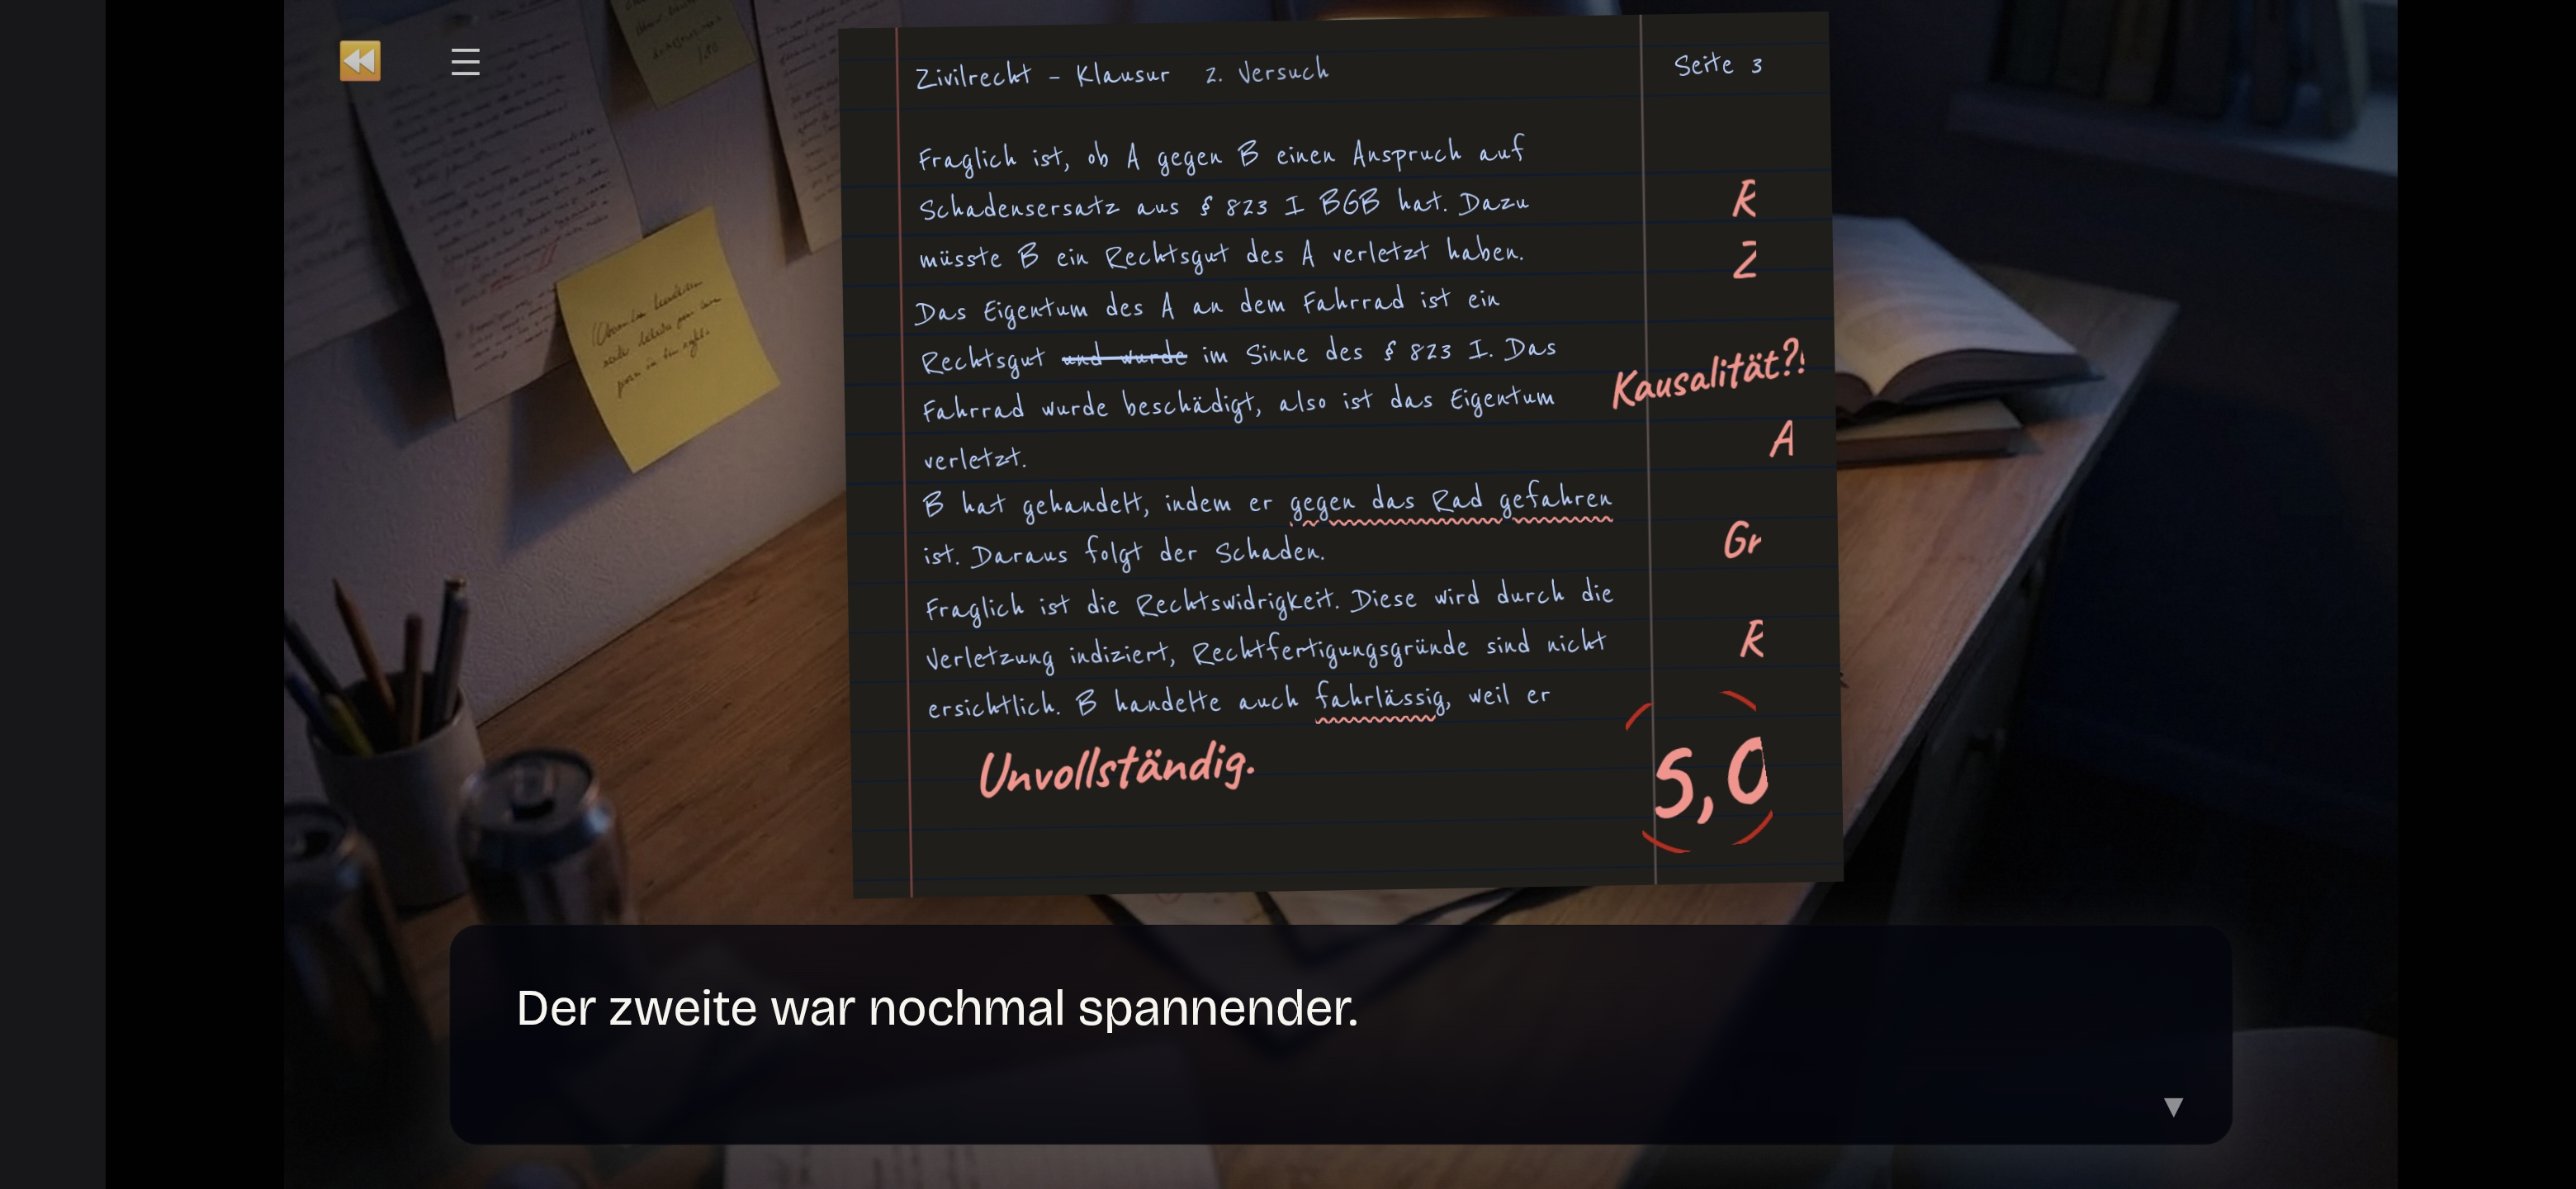 Zivilrecht – Klausur 2. Versuch
Seite 3
Fraglich ist, ob A gegen B einen Anspruch auf
Schadensersatz aus § 823 I BGB hat. Dazu
R
müsste B ein Rechtsgut des A verletzt haben.
Z
Das Eigentum des A an dem Fahrrad ist ein
Rechtsgut und wurde im Sinne des § 823 I. Das
Kausalität?!
Fahrrad wurde beschädigt, also ist das Eigentum
A
verletzt.
B hat gehandelt, indem er gegen das Rad gefahren
Gr
ist. Daraus folgt der Schaden.
Fraglich ist die Rechtswidrigkeit. Diese wird durch die
R
Verletzung indiziert, Rechtfertigungsgründe sind nicht
ersichtlich. B handelte auch fahrlässig, weil er
Unvollständig.
5,0
Der zweite war nochmal spannender.